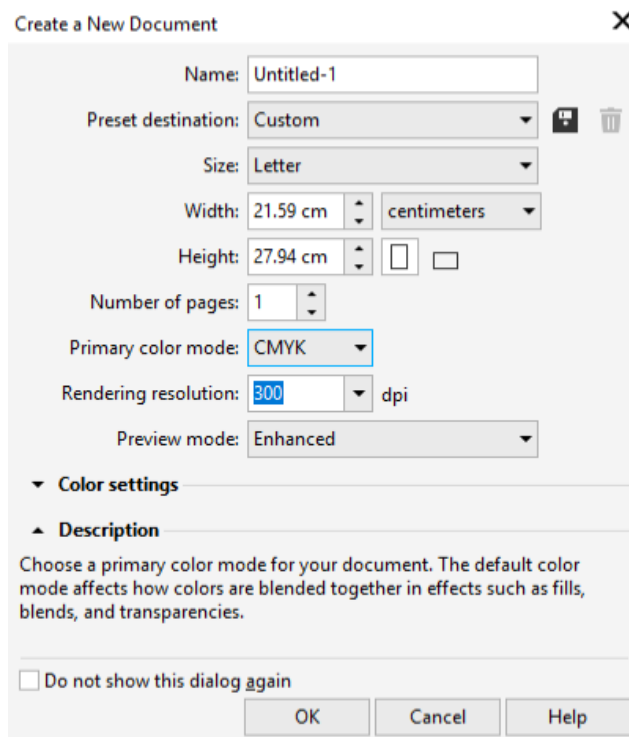 Create a New Document
Name: Untitled-1
Preset destination: Custom
Size: Letter
Width: 21.59 cm centimeters
Height: 27.94 cm
Number of pages: 1
Primary color mode: CMYK
Rendering resolution: 300 dpi
Preview mode: Enhanced
Color settings
Description
Choose a primary color mode for your document. The default color
mode affects how colors are blended together in effects such as fills,
blends, and transparencies.
Do not show this dialog again
OK Cancel Help